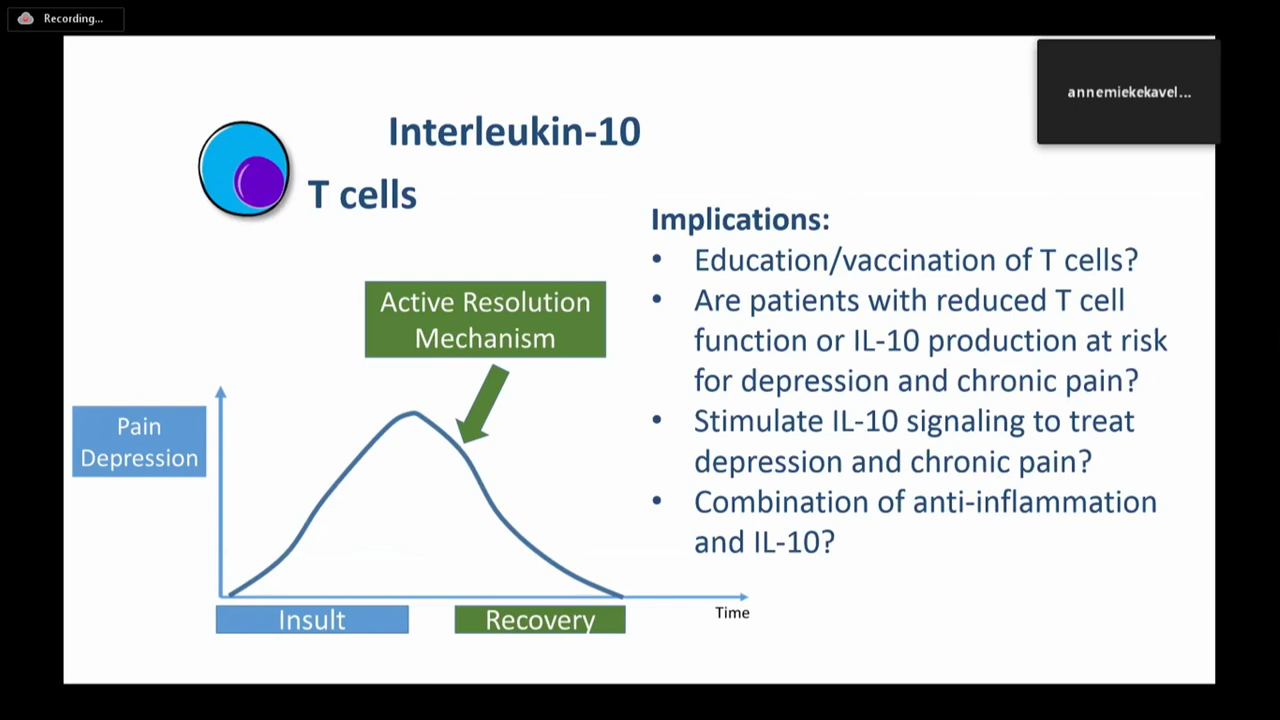 Recording...
annemiekekavel...
Interleukin-10
T cells
Implications:
• Education/vaccination of T cells?
• Are patients with reduced T cell
function or IL-10 production at risk
for depression and chronic pain?
• Stimulate IL-10 signaling to treat
depression and chronic pain?
• Combination of anti-inflammation
and IL-10?
Active Resolution
Mechanism
Pain
Depression
Insult
Recovery
Time